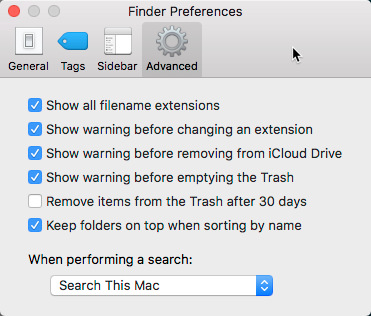 Finder Preferences
General Tags Sidebar Advanced
Show all filename extensions
Show warning before changing an extension
Show warning before removing from iCloud Drive
Show warning before emptying the Trash
Remove items from the Trash after 30 days
Keep folders on top when sorting by name
When performing a search:
Search This Mac